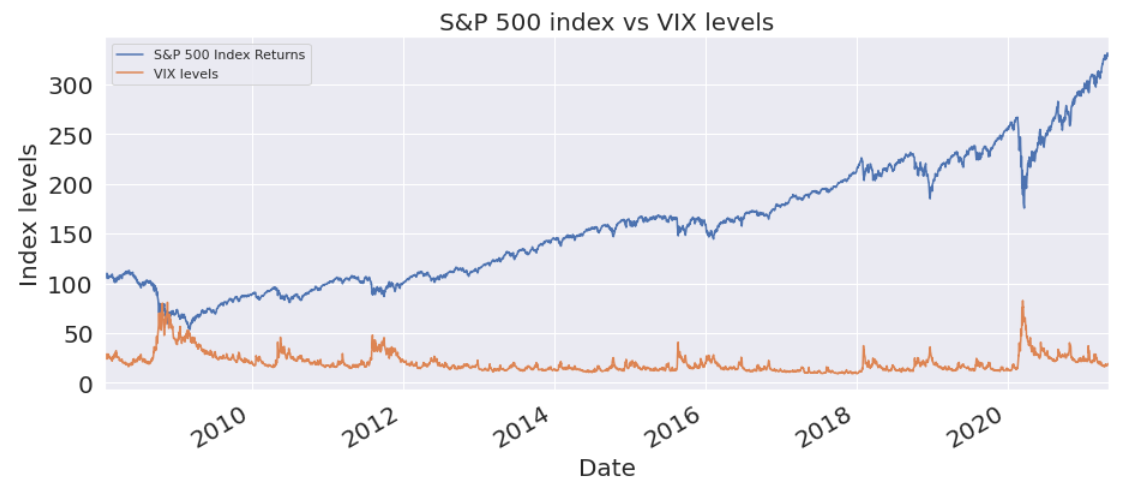 S&P 500 index vs VIX levels
S&P 500 Index Returns
VIX levels
Index levels
300
250
200
150
100
50
0
2010
2012
2014
2016
2018
2020
Date